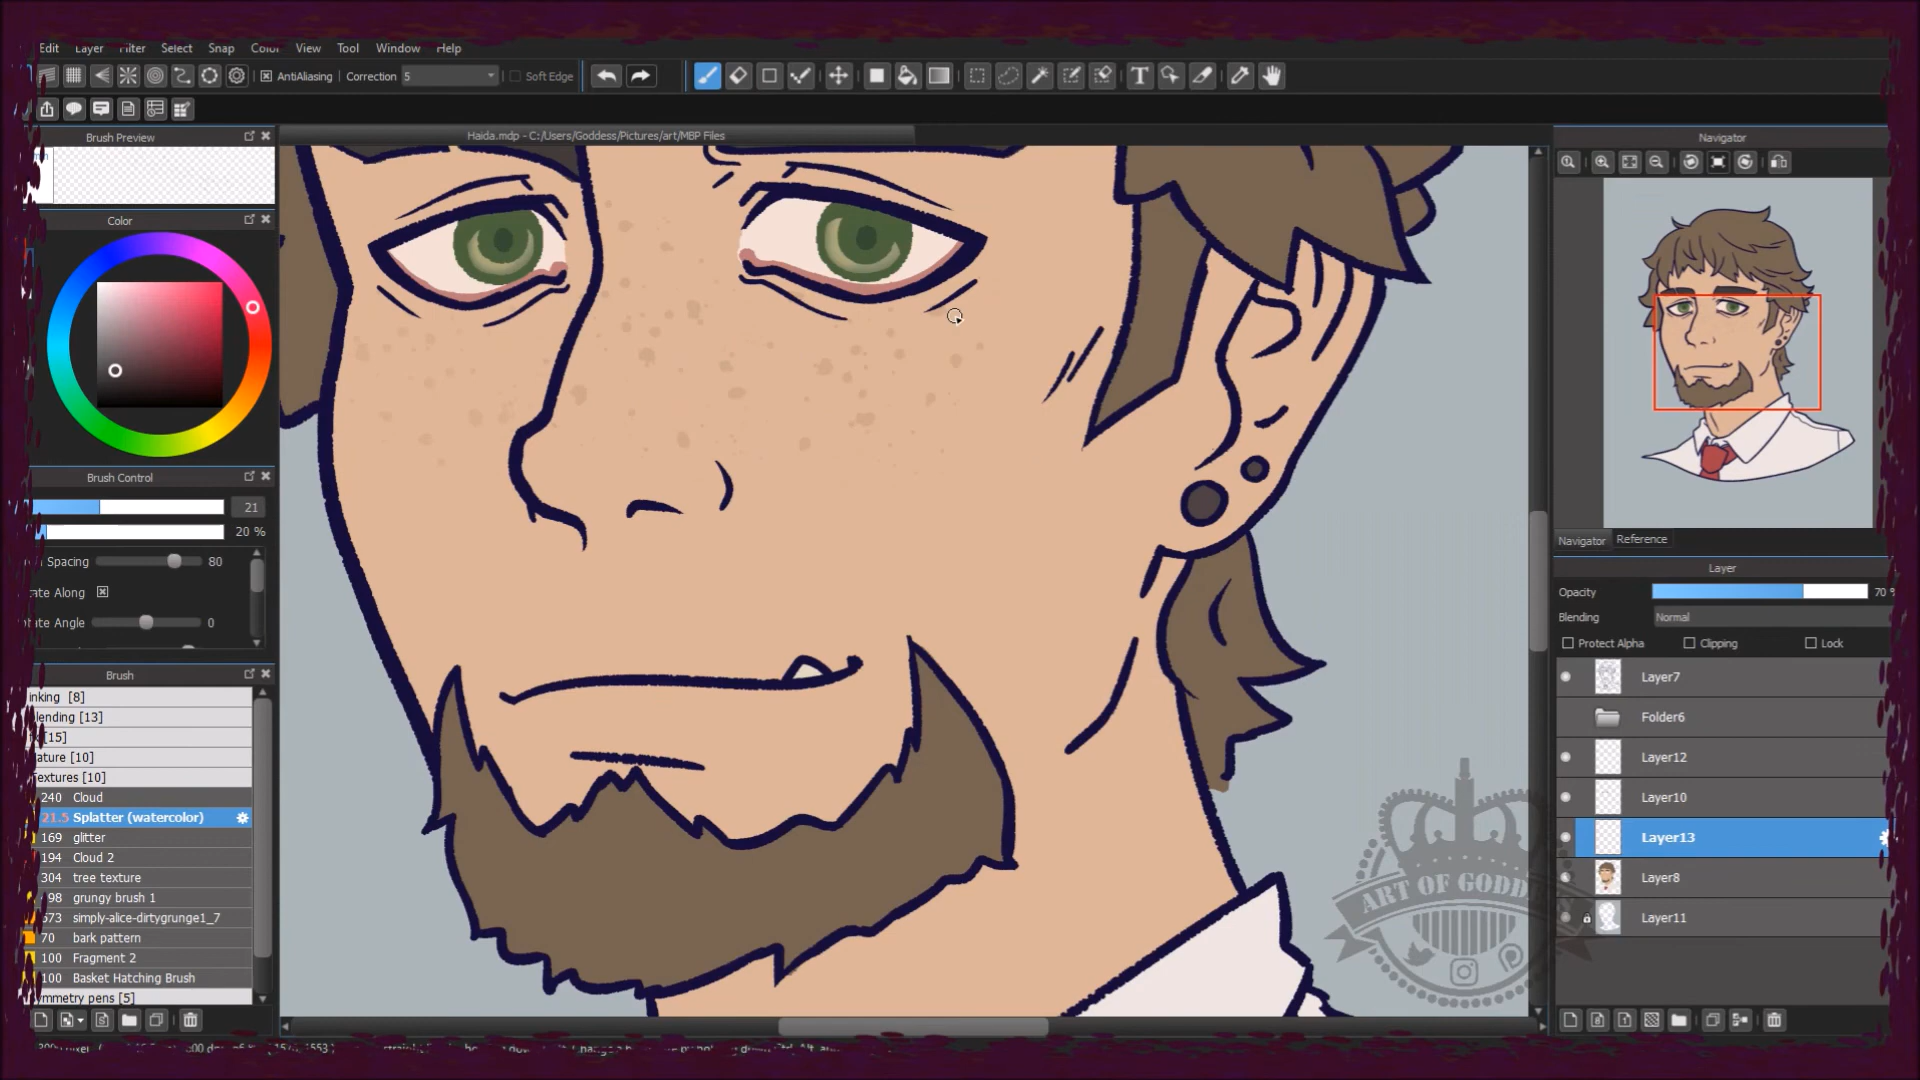 Edit Layer Filter Select Snap Color View Tool Window Help
AntiAliasing Correction 5 Soft Edge
Brush Preview
Haida.mdp - C:/Users/Goddess/Pictures/art/MBP Files
Navigator
Color
Brush Control
21
20 %
Spacing 80
ate Along
tate Angle 0
Brush
inking [8]
lending [13]
[15]
ature [10]
Textures [10]
240 Cloud
21.5 Splatter (watercolor)
169 glitter
194 Cloud 2
304 tree texture
98 grungy brush 1
573 simply-alice-dirtygrunge1_7
70 bark pattern
100 Fragment 2
100 Basket Hatching Brush
ymmetry pens [5]
Navigator Reference
Layer
Opacity 70 %
Blending Normal
Protect Alpha Clipping Lock
Layer7
Folder6
Layer12
Layer10
Layer13
Layer8
Layer11
ART OF GODDESS